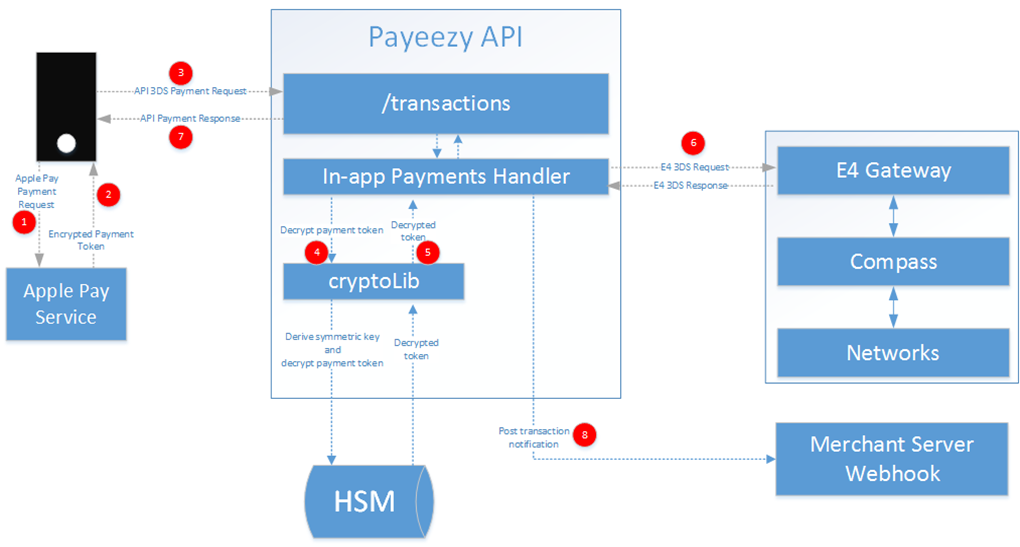 Payeezy API
3
API 3DS Payment Request
/transactions
API Payment Response
7
6
In-app Payments Handler
E4 3DS Request
E4 3DS Response
E4 Gateway
Apple Pay
Payment
Request
2
1
Encrypted Payment
Token
Decrypt payment token
Decrypted
token
4
5
cryptoLib
Compass
Apple Pay
Service
Derive symmetric key
and
decrypt payment token
Decrypted
token
Networks
Post transaction
notification
8
Merchant Server
Webhook
HSM